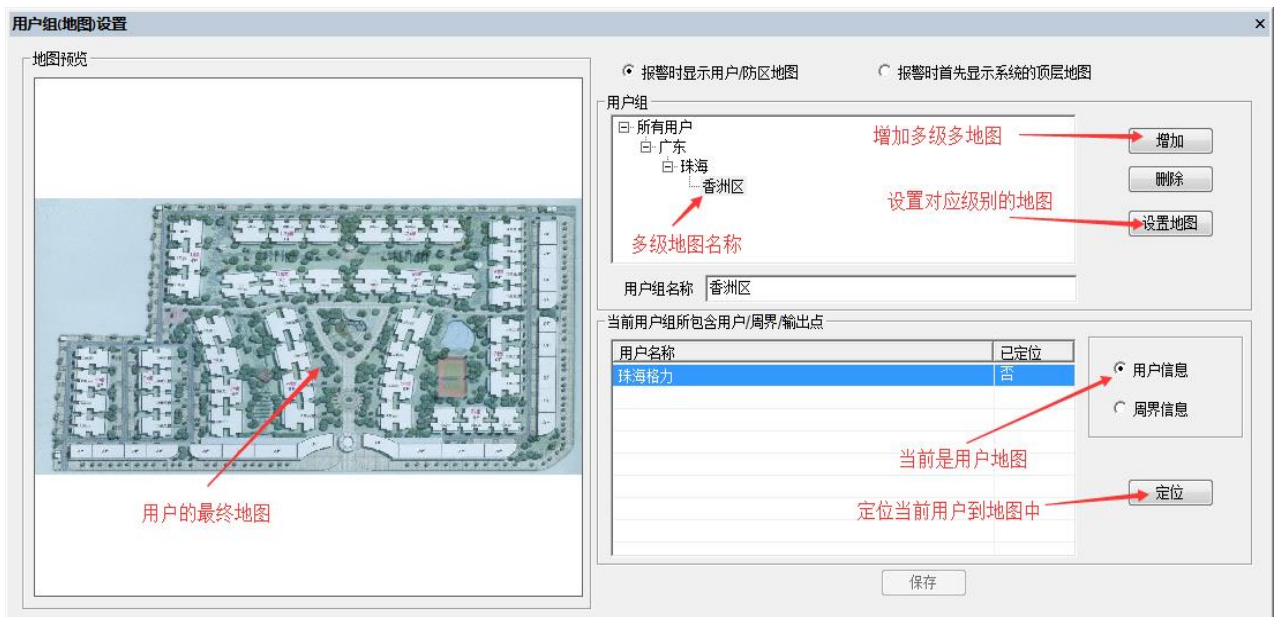 用户组(地图)设置
×
地图预览
报警时显示用户/防区地图
报警时首先显示系统的顶层地图
用户组
所有用户
广东
珠海
香洲区
增加多级多地图
增加
删除
设置对应级别的地图
设置地图
多级地图名称
用户组名称 香洲区
当前用户组所包含用户/周界/输出点
用户名称 已定位
珠海格力 否
用户信息
周界信息
当前是用户地图
定位当前用户到地图中
定位
用户的最终地图
保存